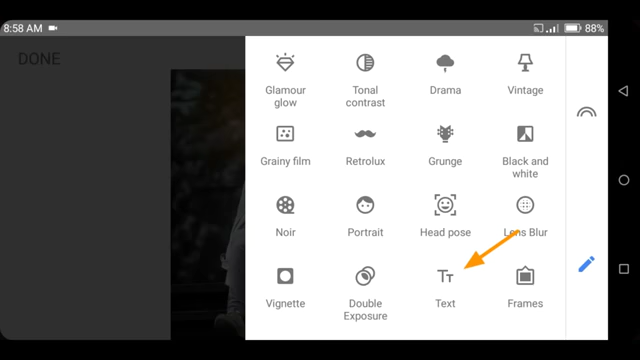 8:58 AM 88%
DONE
Glamour glow
Tonal contrast
Drama
Vintage
Grainy film
Retrolux
Grunge
Black and white
Noir
Portrait
Head pose
Lens Blur
Vignette
Double Exposure
Text
Frames